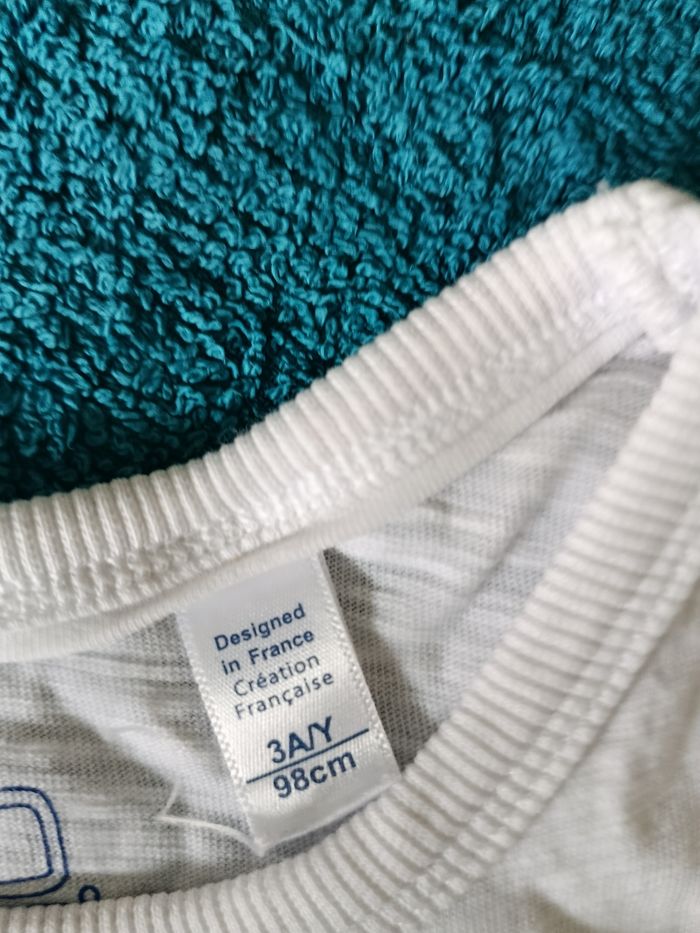 Designed
in France
Création
Française
3A/Y
98cm